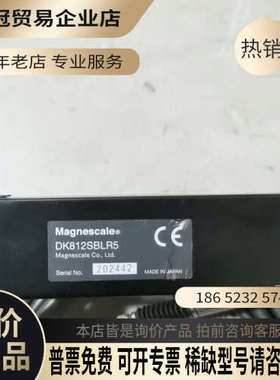 冠贸易企业店
热销
年老店 专业服务
Magnescale®
DK812SBLR5
Magnescale Co., Ltd.
CE
Serial No. 202442 MADE IN JAPAN
186 5232 574
价
品
本店皆是询价产品 拍前咨询客服
普票免费 可开专票 稀缺型号请咨